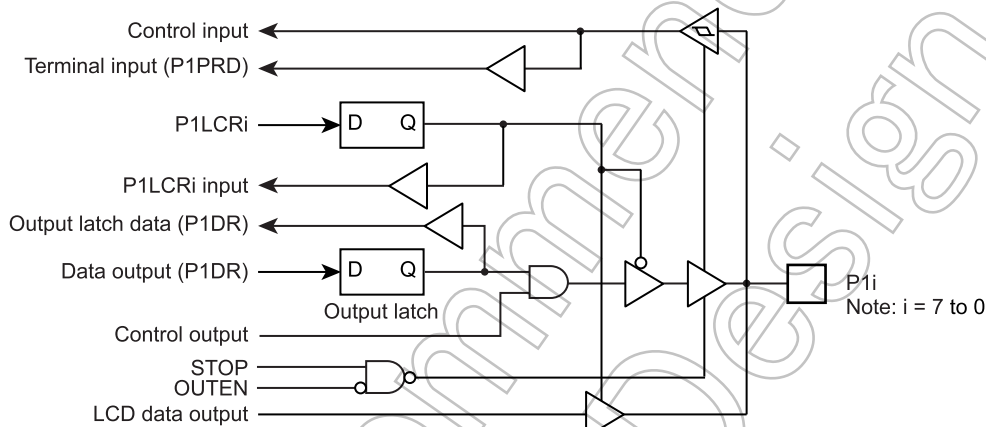 Control input
Terminal input (P1PRD)
P1LCRi
D Q
P1LCRi input
Output latch data (P1DR)
Data output (P1DR)
D Q
Output latch
P1i
Note: i = 7 to 0
Control output
STOP
OUTEN
LCD data output